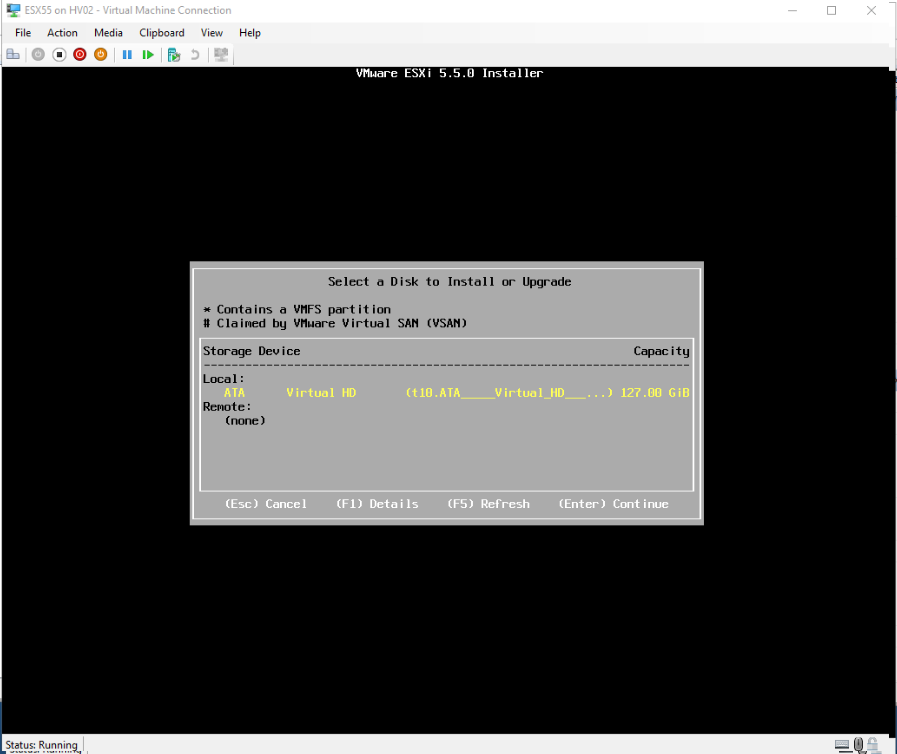 ESX55 on HV02 - Virtual Machine Connection
File Action Media Clipboard View Help
VMware ESXi 5.5.0 Installer
Select a Disk to Install or Upgrade
* Contains a VMFS partition
# Claimed by VMware Virtual SAN (VSAN)
Storage Device Capacity
--------------------------------------------------------------------
Local:
ATA Virtual HD (t10.ATA_____Virtual_HD___...) 127.00 GiB
Remote:
(none)
(Esc) Cancel (F1) Details (F5) Refresh (Enter) Continue
Status: Running